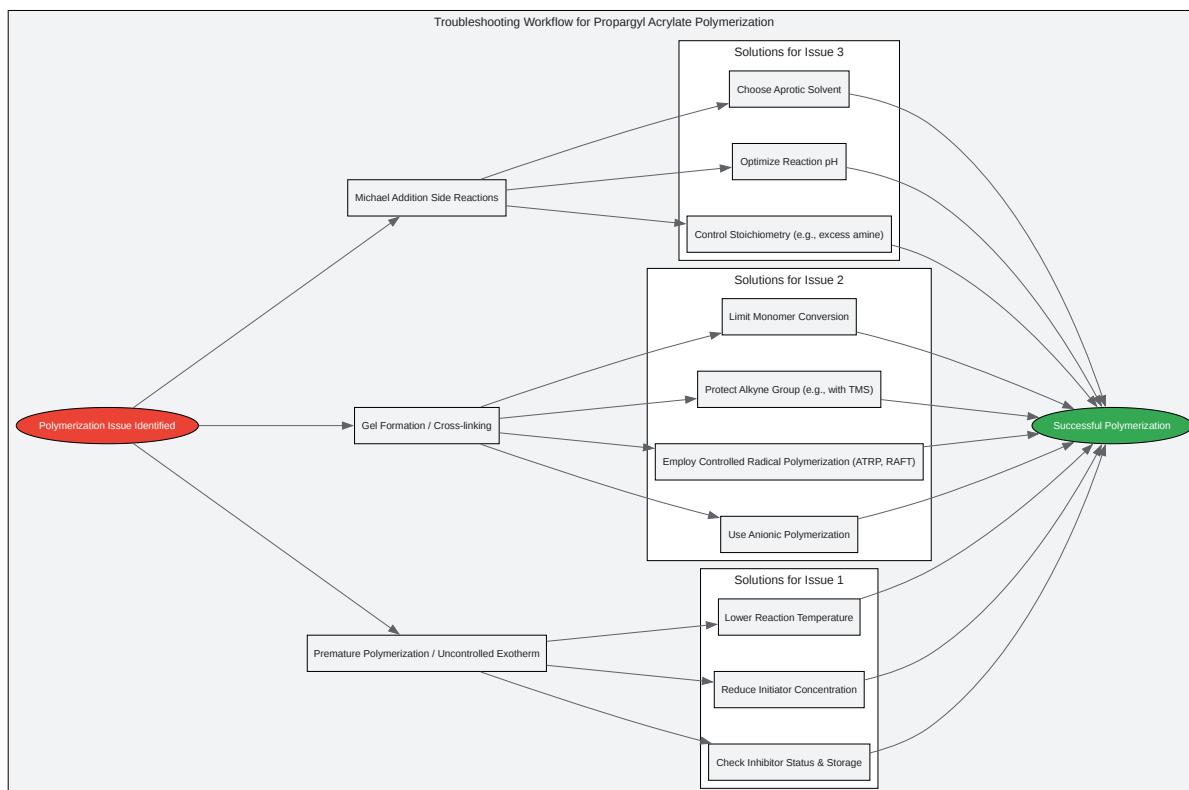 Troubleshooting Workflow for Propargyl Acrylate Polymerization
Solutions for Issue 3
Choose Aprotic Solvent
Optimize Reaction pH
Michael Addition Side Reactions
Control Stoichiometry (e.g., excess amine)
Solutions for Issue 2
Limit Monomer Conversion
Protect Alkyne Group (e.g., with TMS)
Polymerization Issue Identified
Gel Formation / Cross-linking
Successful Polymerization
Employ Controlled Radical Polymerization (ATRP, RAFT)
Use Anionic Polymerization
Solutions for Issue 1
Lower Reaction Temperature
Premature Polymerization / Uncontrolled Exotherm
Reduce Initiator Concentration
Check Inhibitor Status & Storage